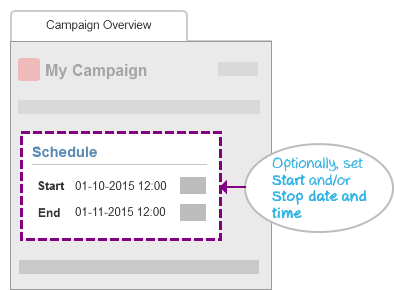 Campaign Overview
My Campaign
Schedule
Start 01-10-2015 12:00
End 01-11-2015 12:00
Optionally, set
Start and/or
Stop date and
time